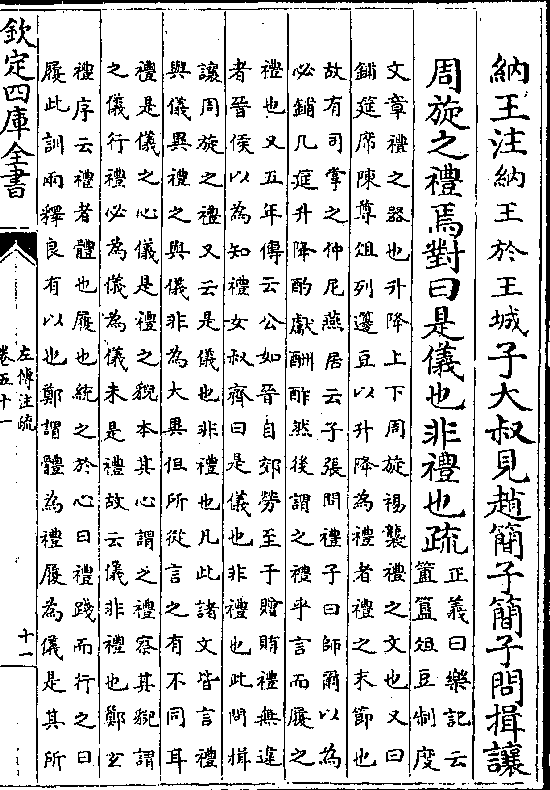 納王注納王於王城子大叔見趙簡子簡子問揖讓
周旋之禮焉對曰是儀也非禮也疏
正義曰樂記云
簠簋俎豆制度
文章禮之器也升降上下周旋裼襲禮之文也又曰
鋪筵席陳尊俎列籩豆以升降為禮者禮之末節也
故有司掌之仲尼燕居云子張問禮子曰師爾以為
必鋪几筵升降酌獻酬酢然後謂之禮乎言而履之
禮也又五年傳云公如晉自郊勞至于贈賄禮無違
者晉侯以為知禮女叔齊曰是儀也非禮也此問揖
讓周旋之禮又云是儀也非禮也凡此諸文皆言禮
與儀異禮之與儀非為大異但所從言之有不同耳
禮是儀之心儀是禮之貌本其心謂之禮察其貌謂
之儀行禮必為儀為儀未是禮故云儀非禮也鄭玄
禮序云禮者體也履也統之於心曰禮踐而行之曰
履此訓兩釋良有以也鄭謂體為禮履為儀是其所
欽定四庫全書
左傳注疏
卷五十一
十一